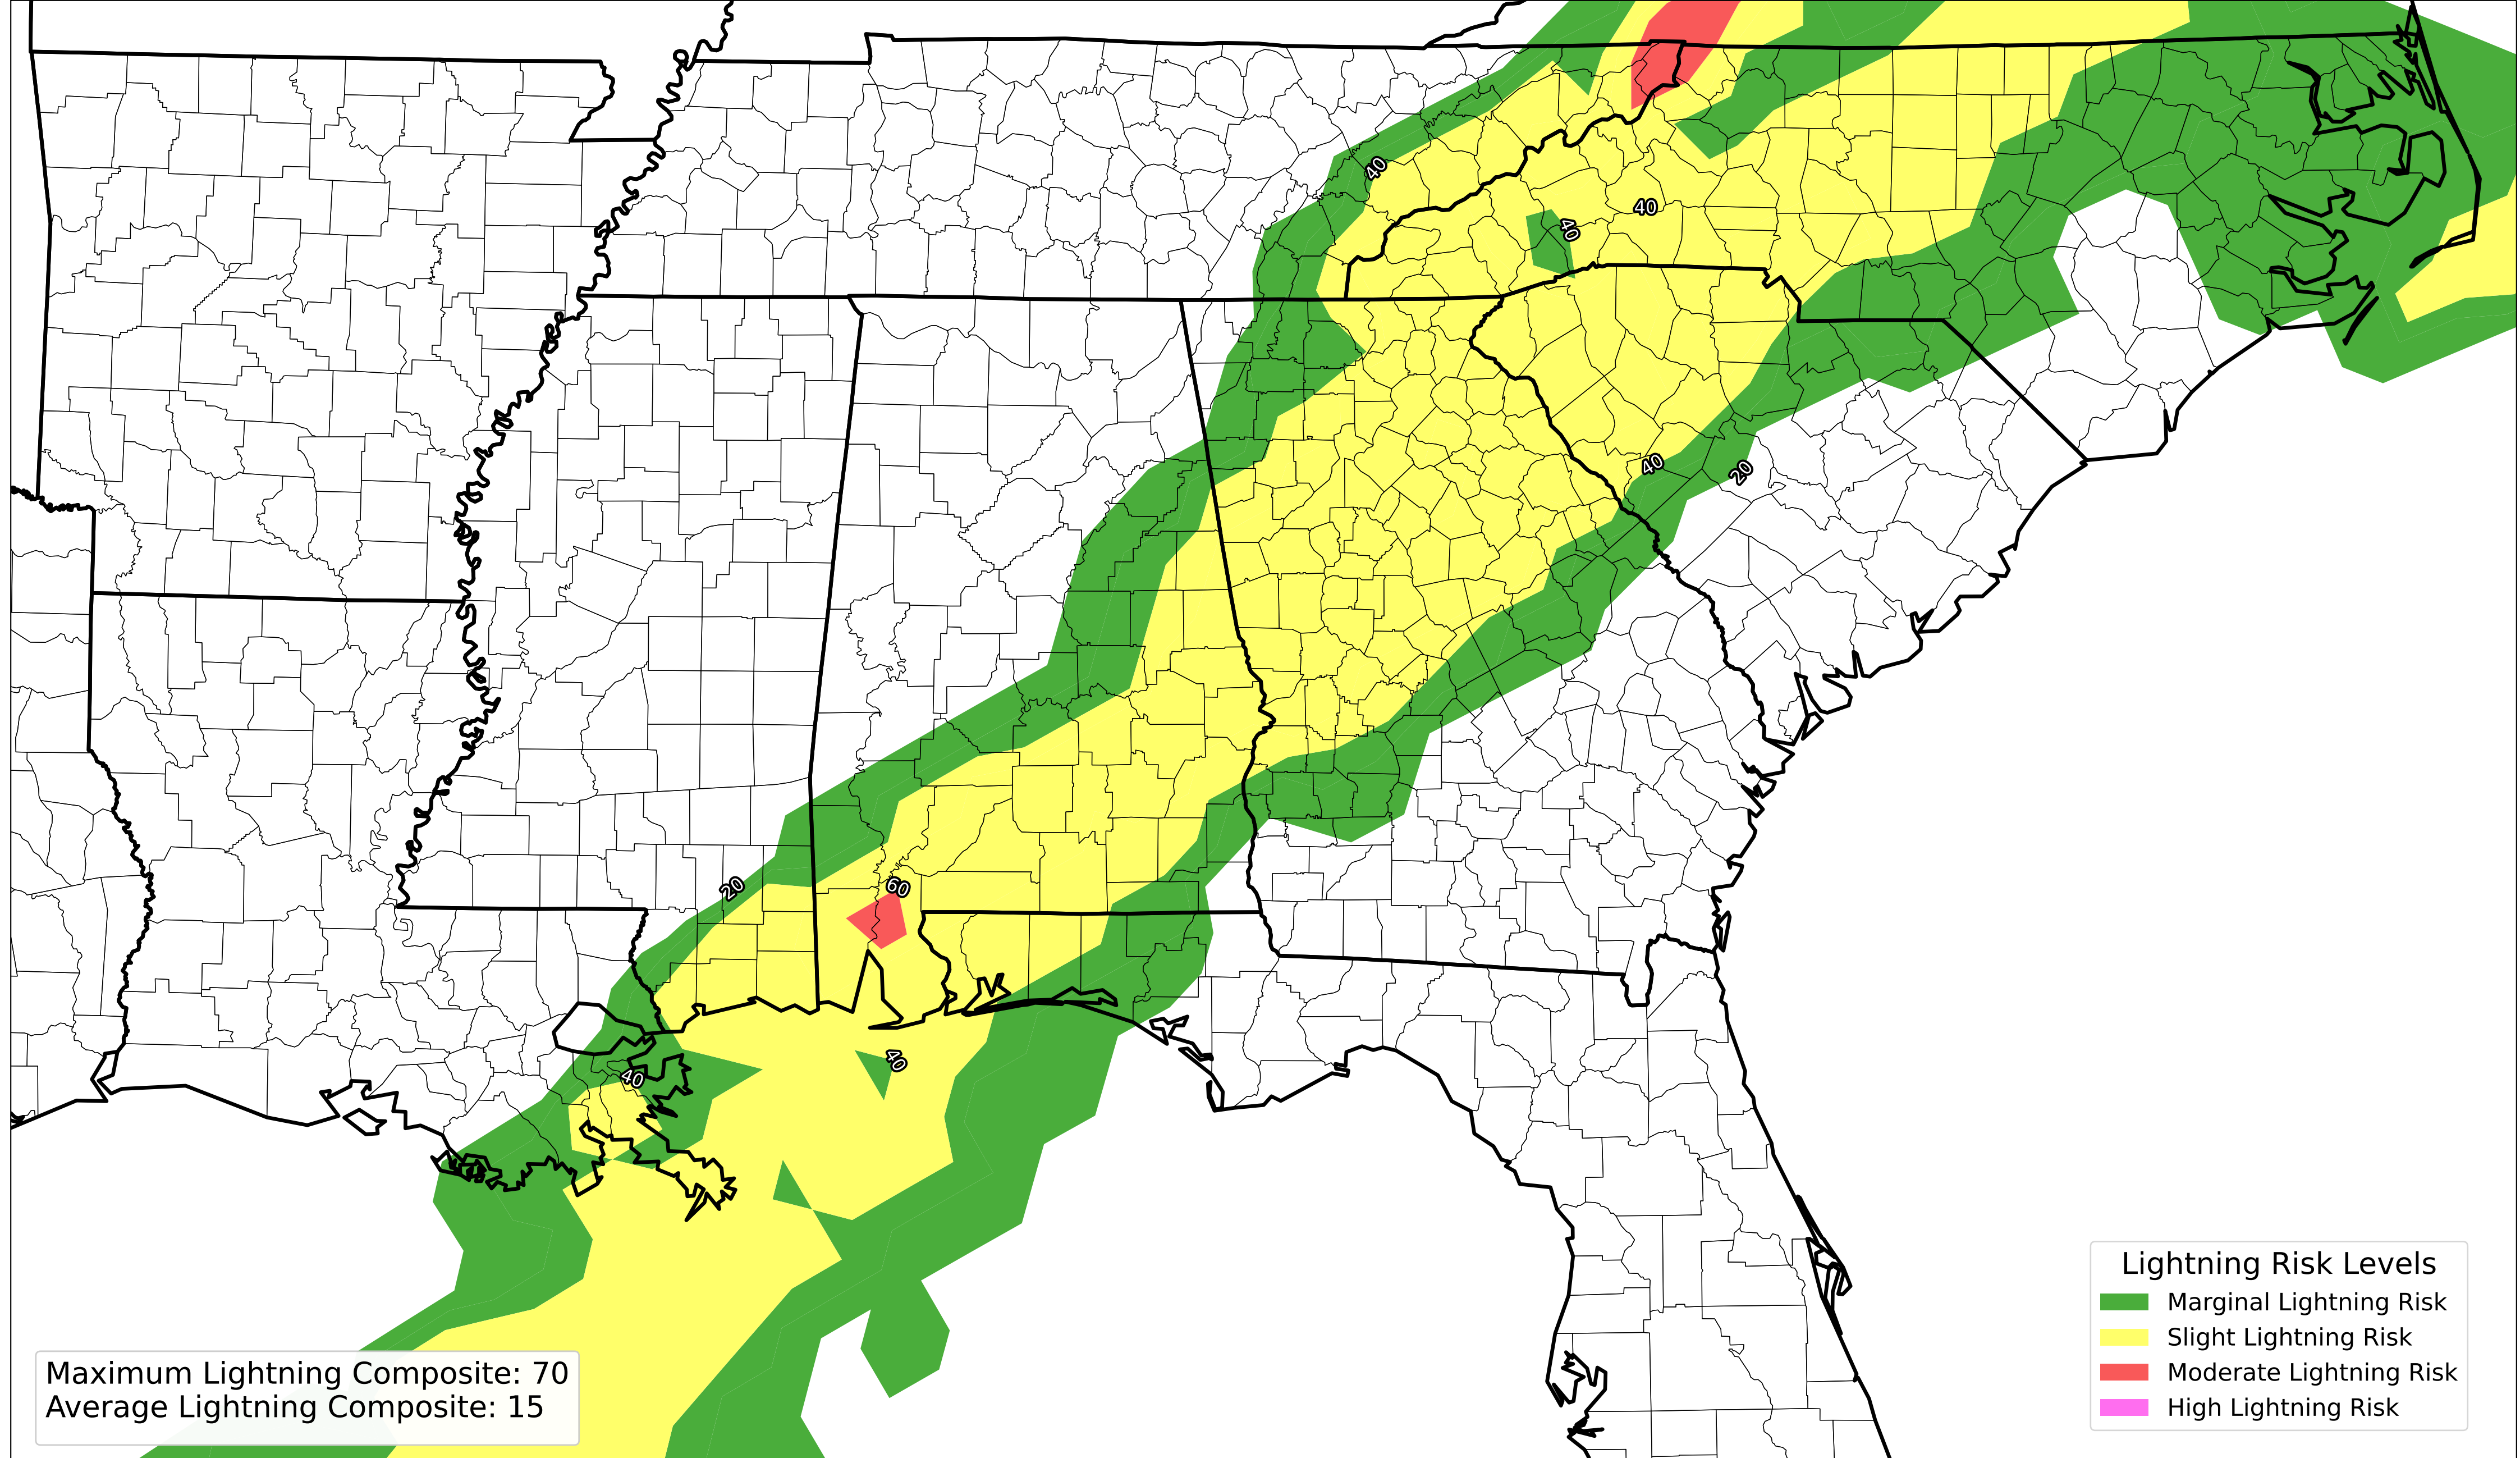 40
40
40
40
20
20
60
40
40
Maximum Lightning Composite: 70
Average Lightning Composite: 15
Lightning Risk Levels
Marginal Lightning Risk
Slight Lightning Risk
Moderate Lightning Risk
High Lightning Risk